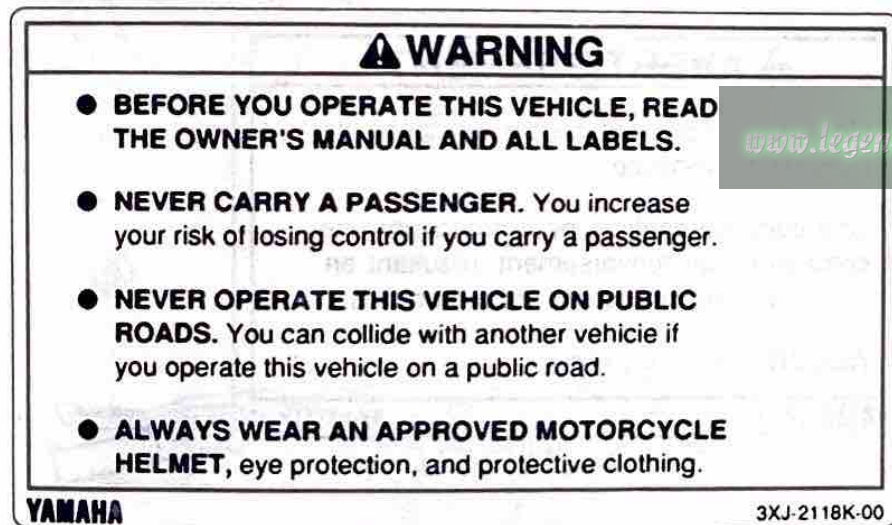 WARNING
● BEFORE YOU OPERATE THIS VEHICLE, READ
THE OWNER'S MANUAL AND ALL LABELS.
● NEVER CARRY A PASSENGER. You increase
your risk of losing control if you carry a passenger.
● NEVER OPERATE THIS VEHICLE ON PUBLIC
ROADS. You can collide with another vehicie if
you operate this vehicle on a public road.
● ALWAYS WEAR AN APPROVED MOTORCYCLE
HELMET, eye protection, and protective clothing.
YAMAHA
3XJ-2118K-00